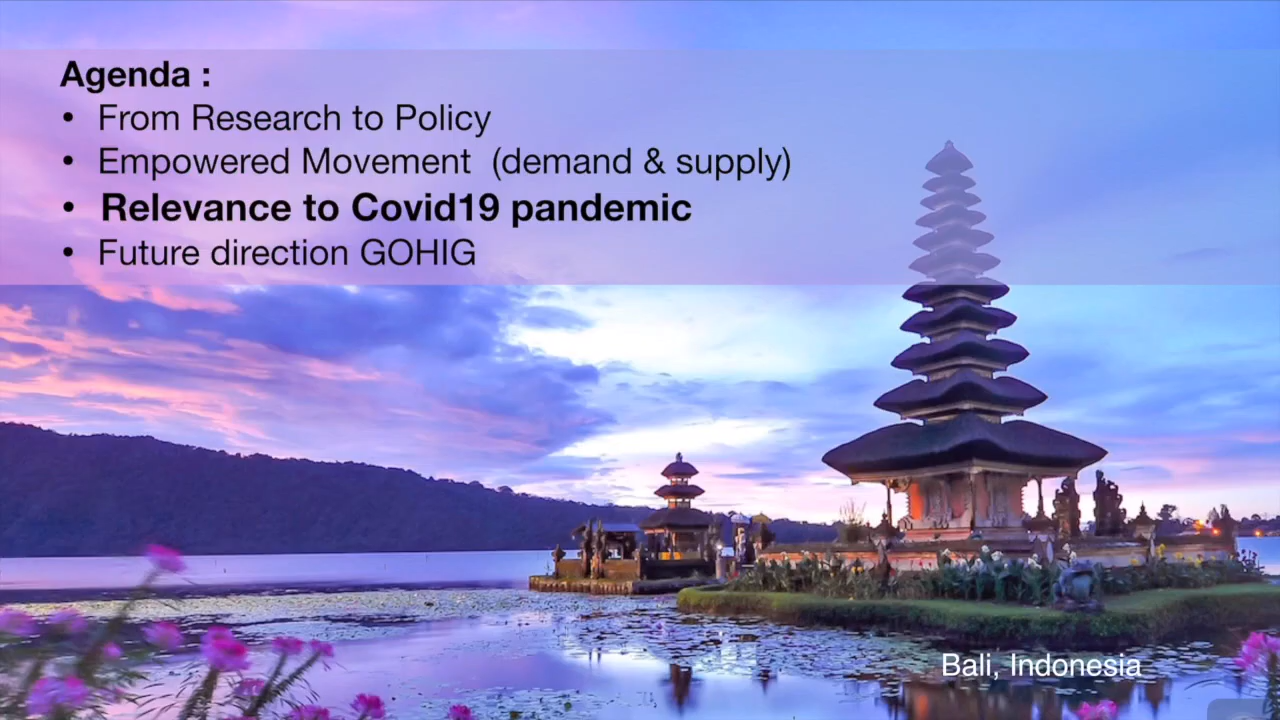 Agenda :
• From Research to Policy
• Empowered Movement  (demand & supply)
• Relevance to Covid19 pandemic
• Future direction GOHIG
Bali, Indonesia